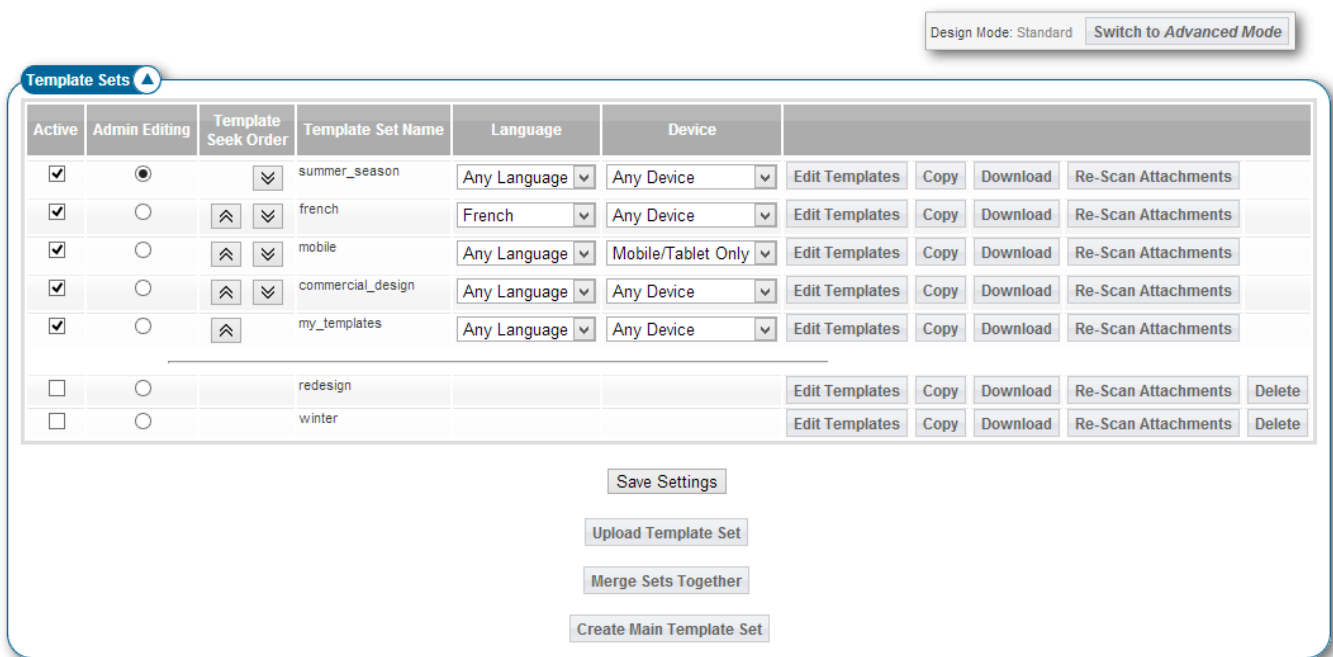 Design Mode: Standard Switch to Advanced Mode
Template Sets
Active Admin Editing Template Seek Order Template Set Name Language Device
summer_season Any Language Any Device Edit Templates Copy Download Re-Scan Attachments
french French Any Device Edit Templates Copy Download Re-Scan Attachments
mobile Any Language Mobile/Tablet Only Edit Templates Copy Download Re-Scan Attachments
commercial_design Any Language Any Device Edit Templates Copy Download Re-Scan Attachments
my_templates Any Language Any Device Edit Templates Copy Download Re-Scan Attachments
redesign Edit Templates Copy Download Re-Scan Attachments Delete
winter Edit Templates Copy Download Re-Scan Attachments Delete
Save Settings
Upload Template Set
Merge Sets Together
Create Main Template Set